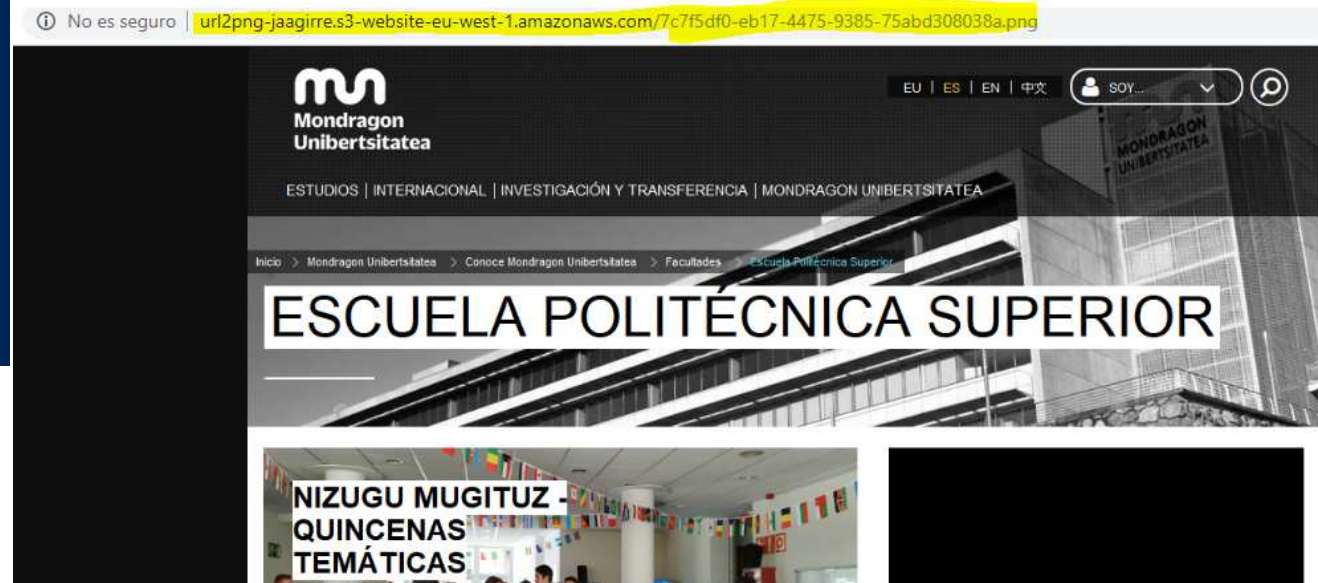 No es seguro | url2png-jaagirre.s3-website-eu-west-1.amazonaws.com/7c7f5df0-eb17-4475-9385-75abd308038a.png
EU | ES | EN | 中文 SOY...
Mondragon
Unibertsitatea
MONDRAGON
UNIBERTSITATEA
ESTUDIOS | INTERNACIONAL | INVESTIGACIÓN Y TRANSFERENCIA | MONDRAGON UNIBERTSITATEA
Inicio > Mondragon Unibertsitatea > Conoce Mondragon Unibertsitatea > Facultades > Escuela Politécnica Superior
ESCUELA POLITÉCNICA SUPERIOR
NIZUGU MUGITUZ -
QUINCENAS
TEMÁTICAS